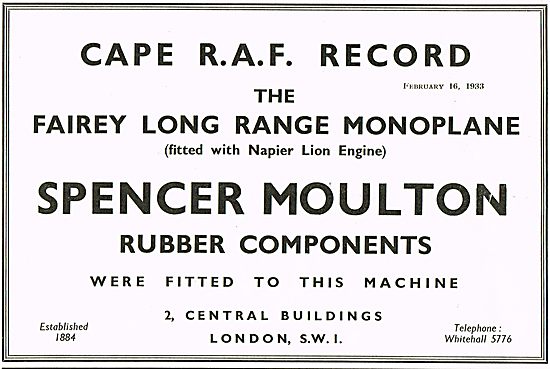 CAPE R.A.F. RECORD
FEBRUARY 16, 1933
THE
FAIREY LONG RANGE MONOPLANE
(fitted with Napier Lion Engine)
SPENCER MOULTON
RUBBER COMPONENTS
WERE FITTED TO THIS MACHINE
2, CENTRAL BUILDINGS
LONDON, S.W.1.
Established
1884
Telephone :
Whitehall 5776